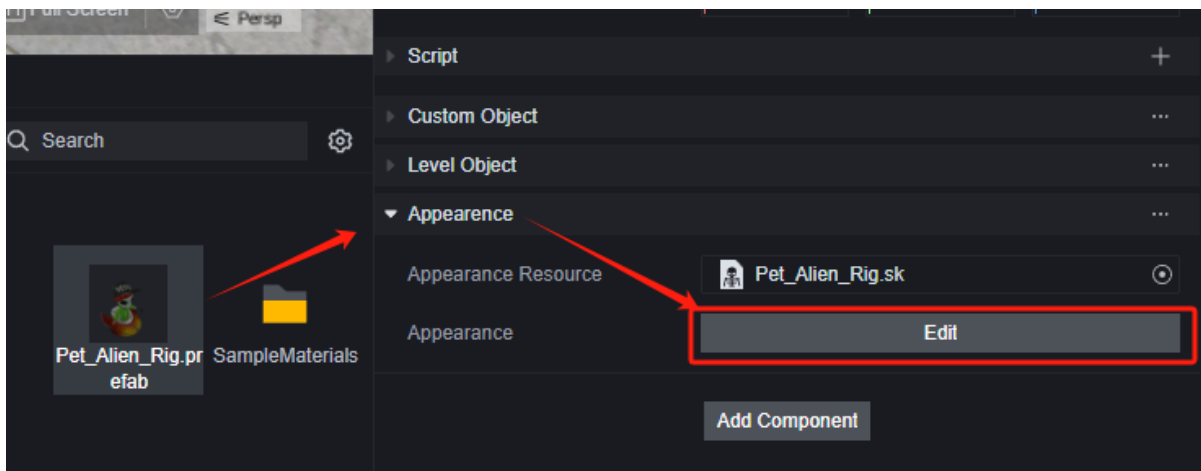 Full Screen
Persp
Search
Pet_Alien_Rig.pr
efab
SampleMaterials
Script
Custom Object
Level Object
Appearence
Appearance Resource
Pet_Alien_Rig.sk
Appearance
Edit
Add Component